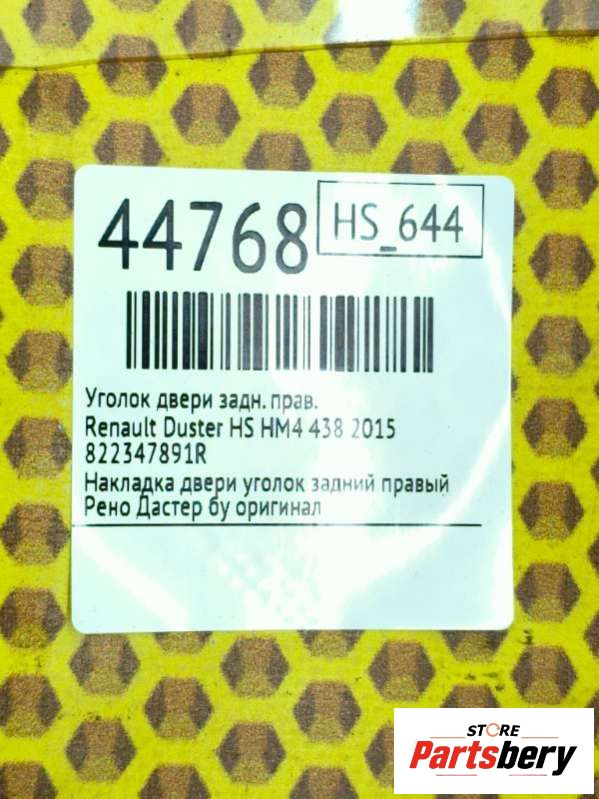 44768
HS_644
Уголок двери задн. прав.
Renault Duster HS HM4 438 2015
822347891R
Накладка двери уголок задний правый
Рено Дастер бу оригинал
STORE
Partsbery